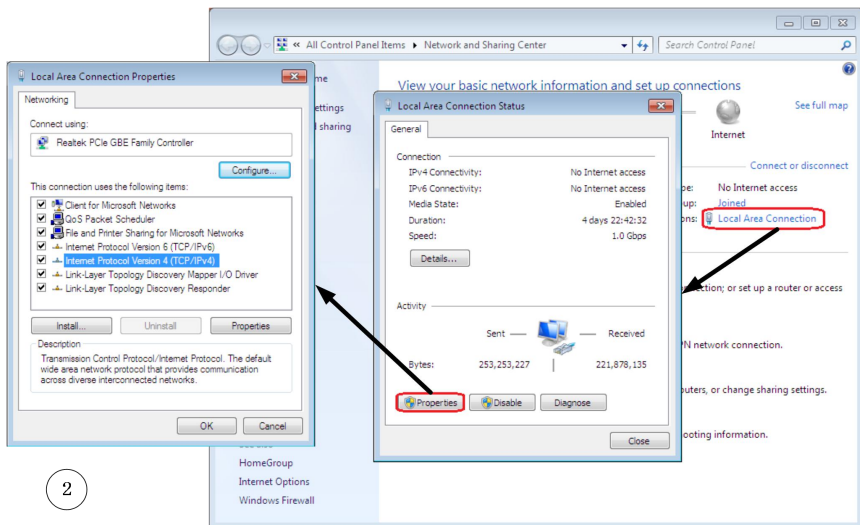 All Control Panel Items
Network and Sharing Center
Search Control Panel
me
ettings
sharing
View your basic network information and set up connections
See full map
Internet
Connect or disconnect
pe: No Internet access
up: Joined
ons: Local Area Connection
nection; or set up a router or access
PN network connection.
outers, or change sharing settings.
ooting information.
HomeGroup
Internet Options
Windows Firewall
Local Area Connection Status
General
Connection
IPv4 Connectivity: No Internet access
IPv6 Connectivity: No Internet access
Media State: Enabled
Duration: 4 days 22:42:32
Speed: 1.0 Gbps
Details...
Activity
Sent — Received
Bytes: 253,253,227 221,878,135
Properties Disable Diagnose
Close
Local Area Connection Properties
Networking
Connect using:
Realtek PCIe GBE Family Controller
Configure...
This connection uses the following items:
Client for Microsoft Networks
QoS Packet Scheduler
File and Printer Sharing for Microsoft Networks
Internet Protocol Version 6 (TCP/IPv6)
Internet Protocol Version 4 (TCP/IPv4)
Link-Layer Topology Discovery Mapper I/O Driver
Link-Layer Topology Discovery Responder
Install... Uninstall Properties
Description
Transmission Control Protocol/Internet Protocol. The default
wide area network protocol that provides communication
across diverse interconnected networks.
OK Cancel
2